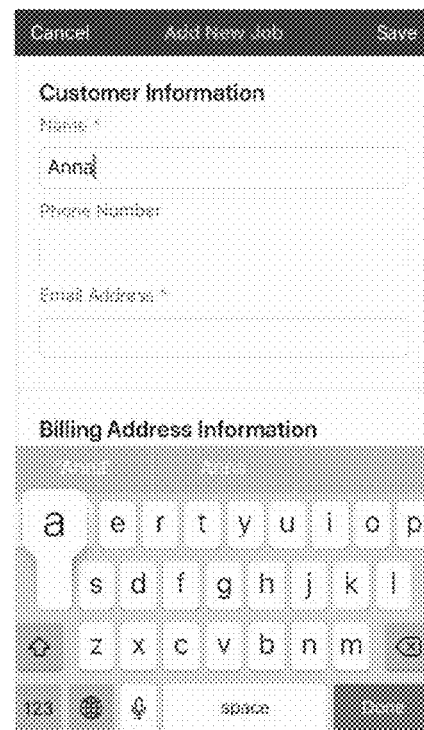 Cancel Add New Job Save
Customer Information
Name *
Anna
Phone Number
Email Address *
Billing Address Information
a e r t y u i o p
s d f g h j k l
z x c v b n m
123 space